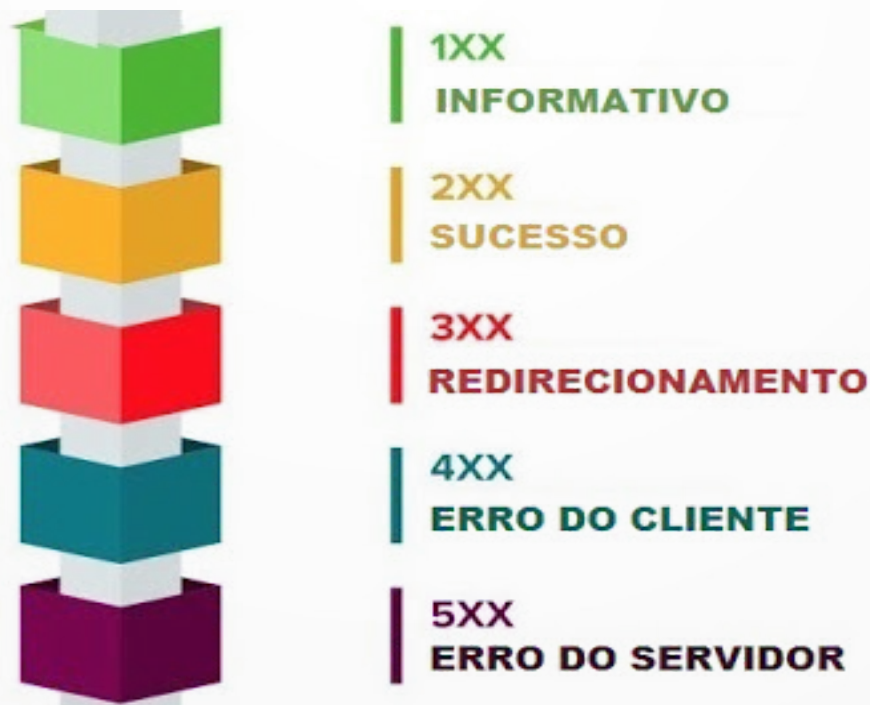 1XX
INFORMATIVO
2XX
SUCESSO
3XX
REDIRECIONAMENTO
4XX
ERRO DO CLIENTE
5XX
ERRO DO SERVIDOR